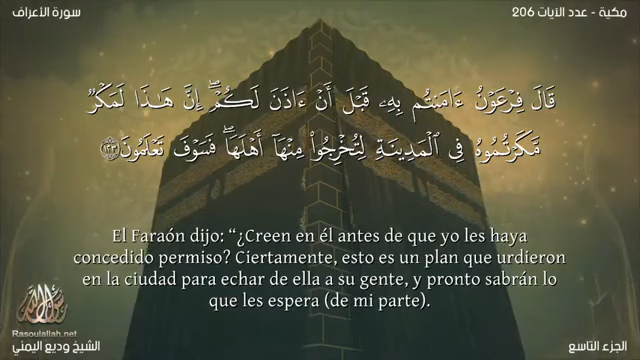 مكية - عدد الآيات 206
سورة الأعراف
قَالَ فِرْعَوْنُ ءَامَنتُم بِهِۦ قَبْلَ أَنْ ءَاذَنَ لَكُمْ ۖ إِنَّ هَـٰذَا لَمَكْرٌ
مَّكَرْتُمُوهُ فِى ٱلْمَدِينَةِ لِتُخْرِجُوا۟ مِنْهَآ أَهْلَهَا ۖ فَسَوْفَ تَعْلَمُونَ ١٢٣
El Faraón dijo: “¿Creen en él antes de que yo les haya
concedido permiso? Ciertamente, esto es un plan que urdieron
en la ciudad para echar de ella a su gente, y pronto sabrán lo
que les espera (de mi parte).
رسول الله
Rasoulallah.net
الجزء التاسع
الشيخ وديع اليمني